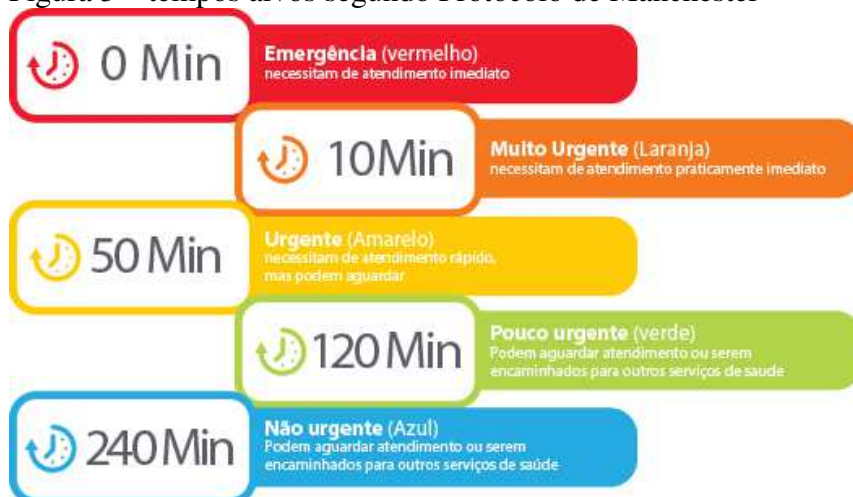 Figura 3 – tempos alvos segundo Protocolo de Manchester
0 Min
Emergência (vermelho)
necessitam de atendimento imediato
10Min
Muito Urgente (Laranja)
necessitam de atendimento praticamente imediato
50 Min
Urgente (Amarelo)
necessitam de atendimento rápido,
mas podem aguardar
120 Min
Pouco urgente (verde)
Podem aguardar atendimento ou serem
encaminhados para outros serviços de saude
240 Min
Não urgente (Azul)
Podem aguardar atendimento ou serem
encaminhados para outros serviços de saúde